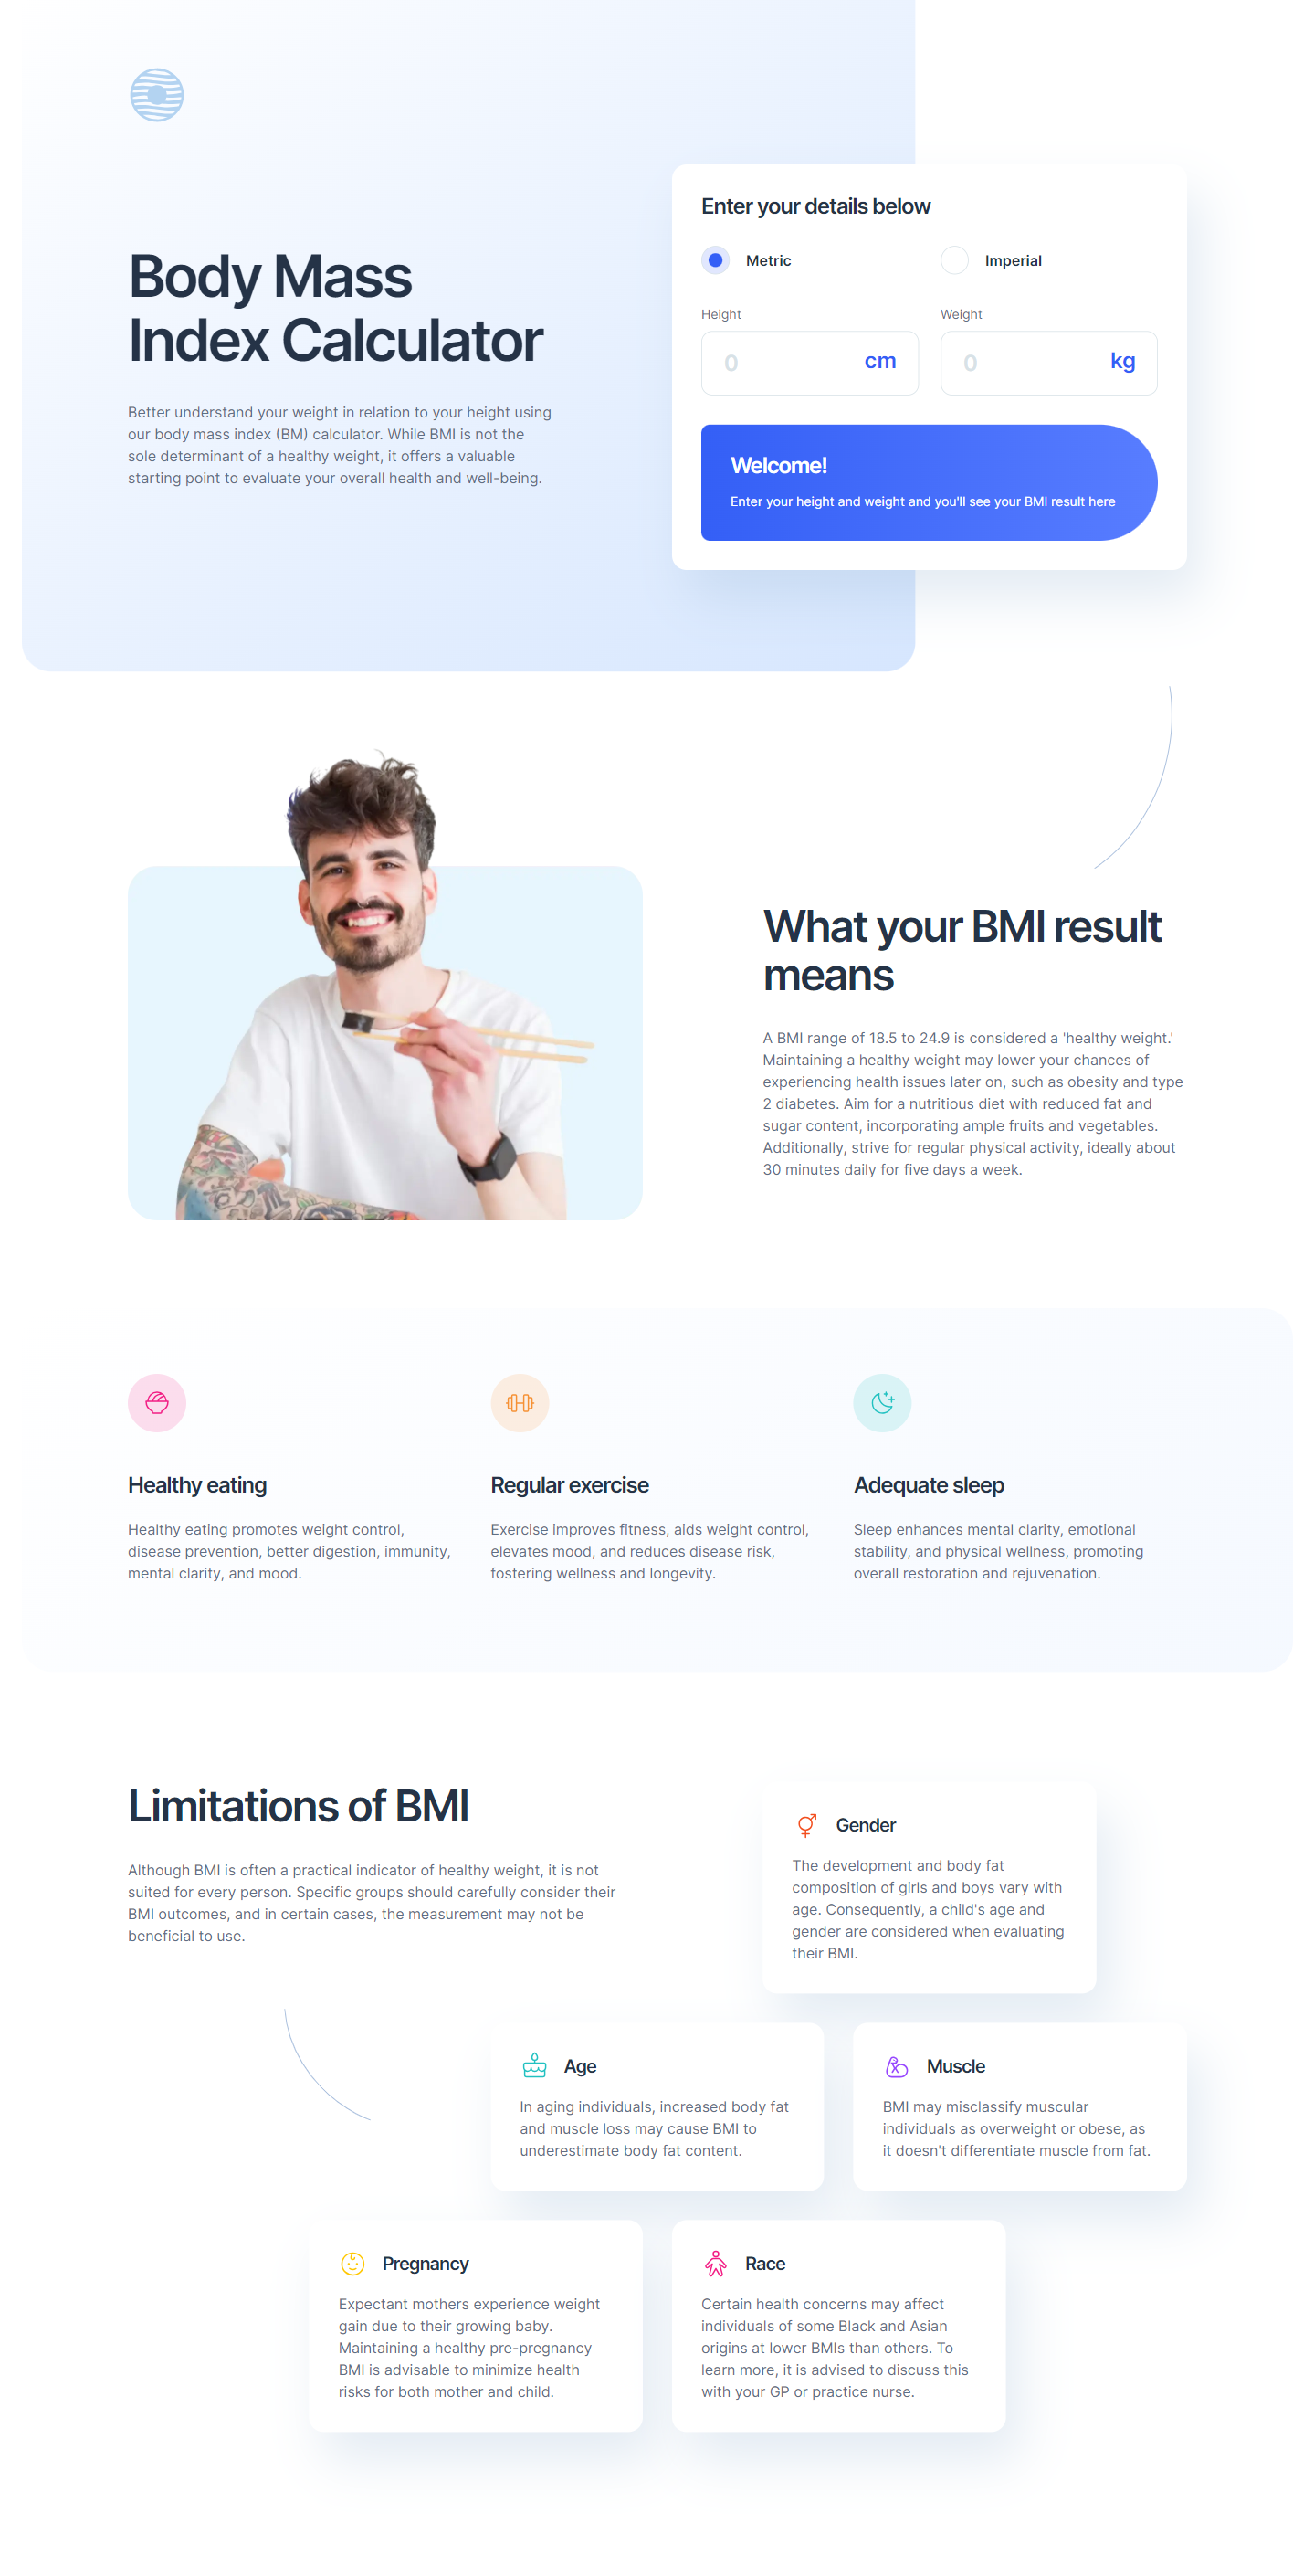 Body Mass
Index Calculator
Better understand your weight in relation to your height using
our body mass index (BM) calculator. While BMI is not the
sole determinant of a healthy weight, it offers a valuable
starting point to evaluate your overall health and well-being.
Enter your details below
Metric
Imperial
Height
Weight
0 cm
0 kg
Welcome!
Enter your height and weight and you'll see your BMI result here
What your BMI result
means
A BMI range of 18.5 to 24.9 is considered a 'healthy weight.'
Maintaining a healthy weight may lower your chances of
experiencing health issues later on, such as obesity and type
2 diabetes. Aim for a nutritious diet with reduced fat and
sugar content, incorporating ample fruits and vegetables.
Additionally, strive for regular physical activity, ideally about
30 minutes daily for five days a week.
Healthy eating
Healthy eating promotes weight control,
disease prevention, better digestion, immunity,
mental clarity, and mood.
Regular exercise
Exercise improves fitness, aids weight control,
elevates mood, and reduces disease risk,
fostering wellness and longevity.
Adequate sleep
Sleep enhances mental clarity, emotional
stability, and physical wellness, promoting
overall restoration and rejuvenation.
Limitations of BMI
Although BMI is often a practical indicator of healthy weight, it is not
suited for every person. Specific groups should carefully consider their
BMI outcomes, and in certain cases, the measurement may not be
beneficial to use.
Gender
The development and body fat
composition of girls and boys vary with
age. Consequently, a child's age and
gender are considered when evaluating
their BMI.
Age
In aging individuals, increased body fat
and muscle loss may cause BMI to
underestimate body fat content.
Muscle
BMI may misclassify muscular
individuals as overweight or obese, as
it doesn't differentiate muscle from fat.
Pregnancy
Expectant mothers experience weight
gain due to their growing baby.
Maintaining a healthy pre-pregnancy
BMI is advisable to minimize health
risks for both mother and child.
Race
Certain health concerns may affect
individuals of some Black and Asian
origins at lower BMIs than others. To
learn more, it is advised to discuss this
with your GP or practice nurse.